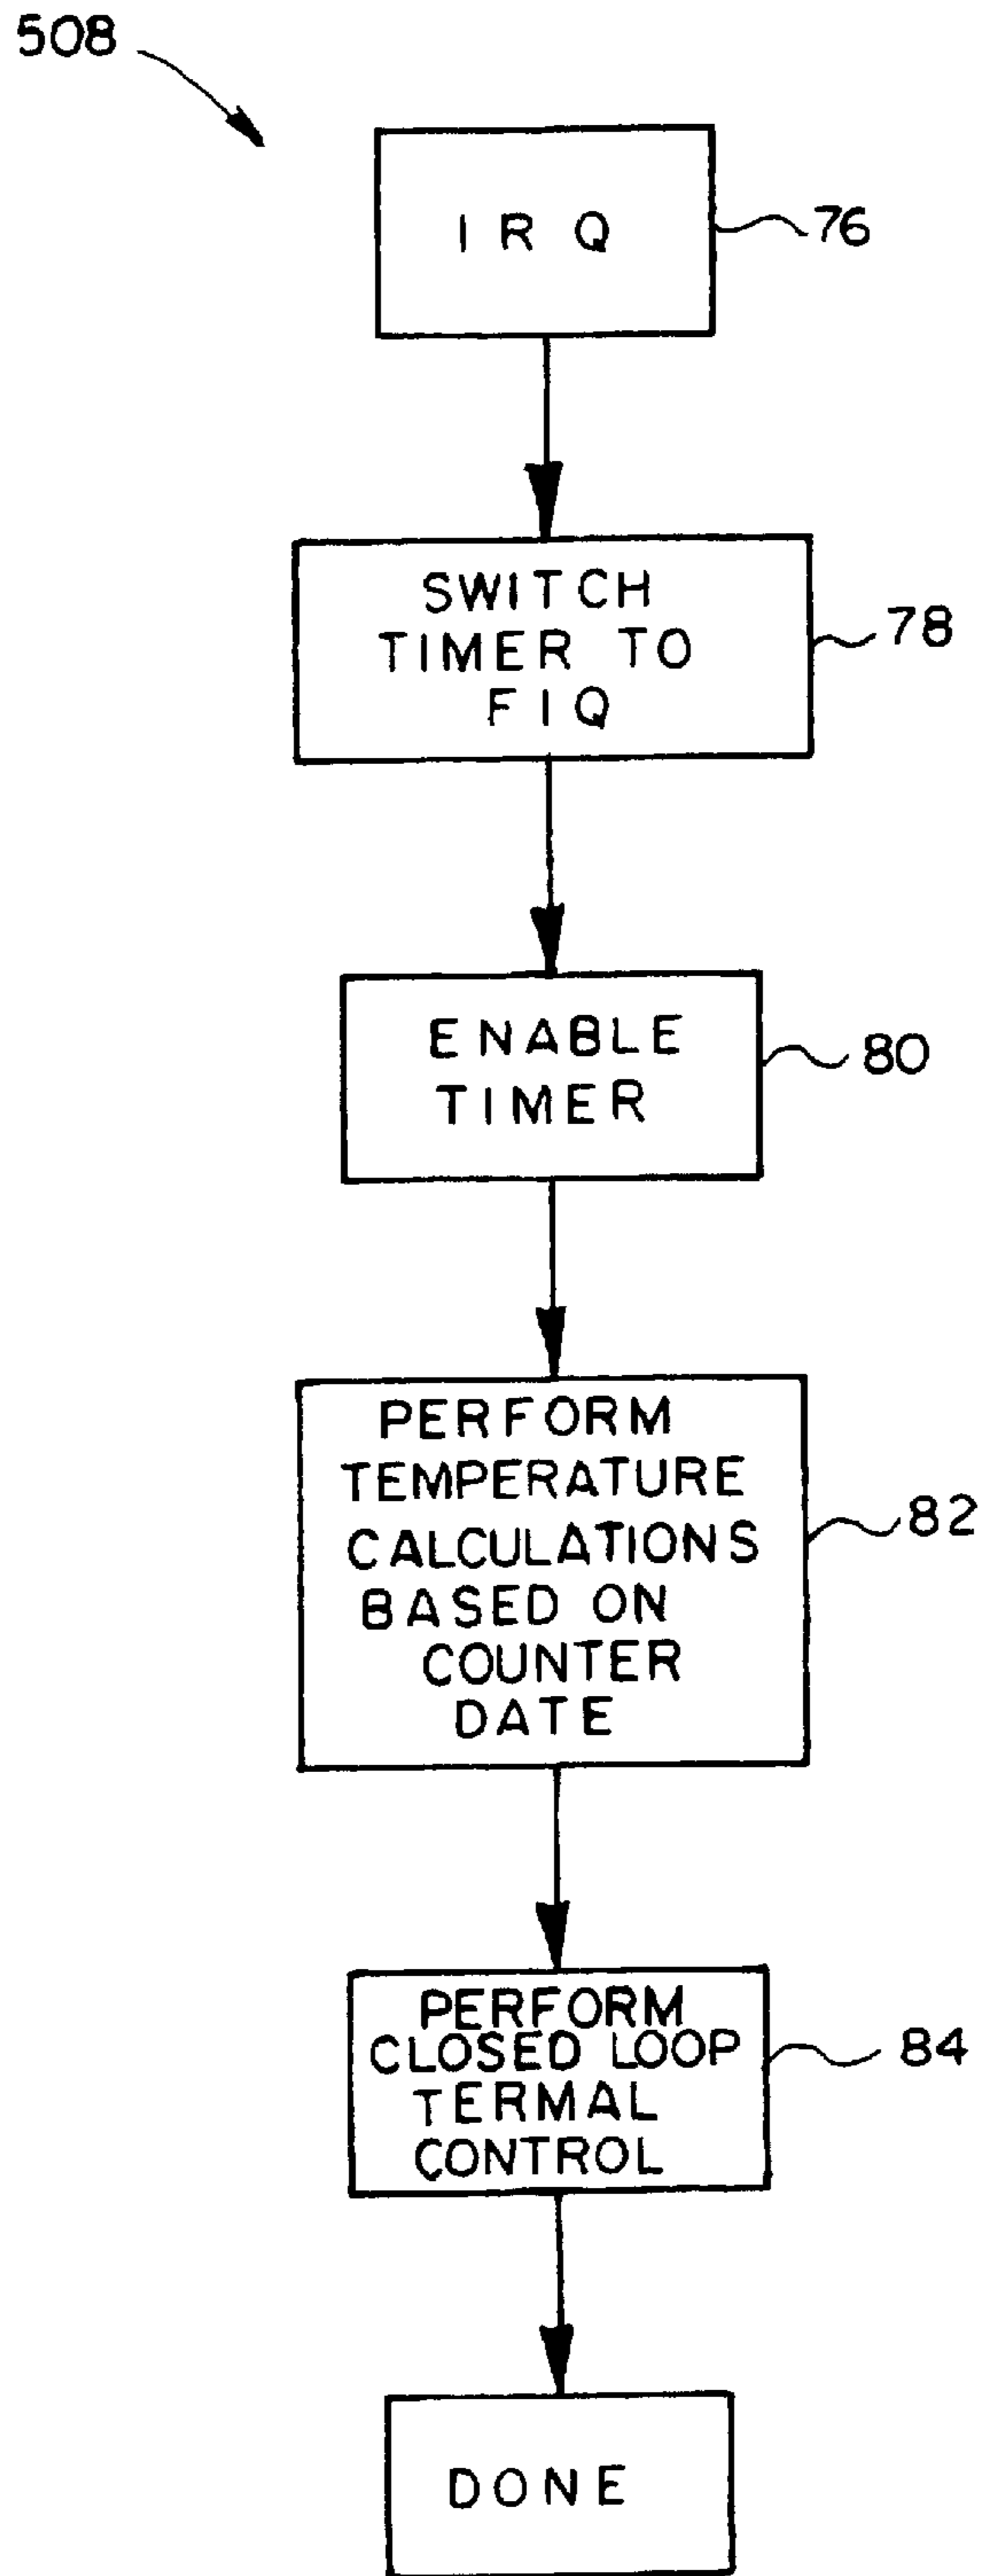 508
IRQ
76
SWITCH
TIMER TO
FIQ
78
ENABLE
TIMER
80
PERFORM
TEMPERATURE
CALCULATIONS
BASED ON
COUNTER
DATE
82
PERFORM
CLOSED LOOP
TERMAL
CONTROL
84
DONE